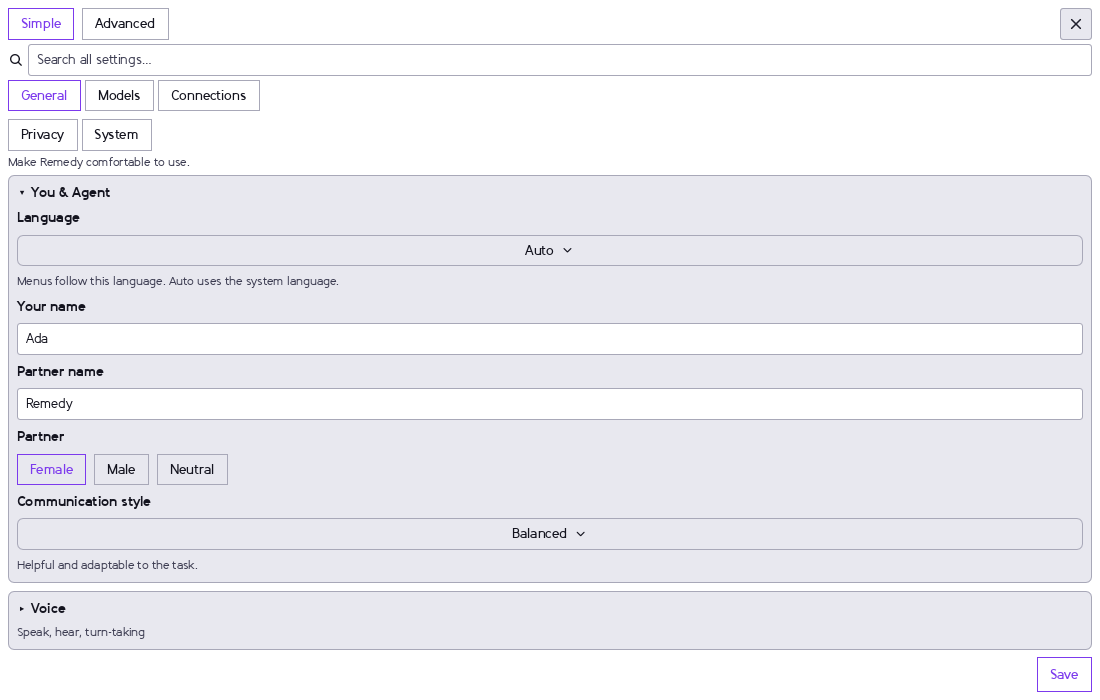 Simple Advanced
Search all settings...
General Models Connections
Privacy System
Make Remedy comfortable to use.
You & Agent
Language
Auto
Menus follow this language. Auto uses the system language.
Your name
Ada
Partner name
Remedy
Partner
Female Male Neutral
Communication style
Balanced
Helpful and adaptable to the task.
Voice
Speak, hear, turn-taking
Save